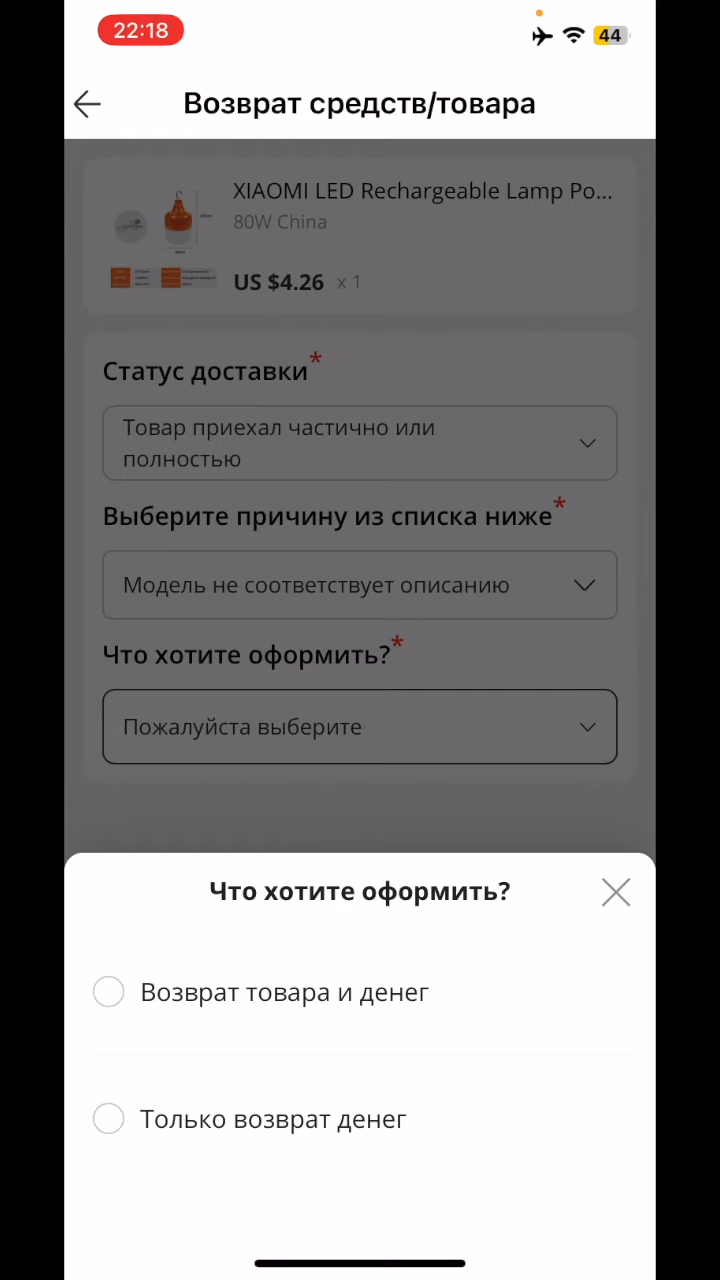 22:18
44
Возврат средств/товара
XIAOMI LED Rechargeable Lamp Po...
80W China
US $4.26 x 1
Статус доставки*
Товар приехал частично или
полностью
Выберите причину из списка ниже*
Модель не соответствует описанию
Что хотите оформить?*
Пожалуйста выберите
Что хотите оформить?
Возврат товара и денег
Только возврат денег